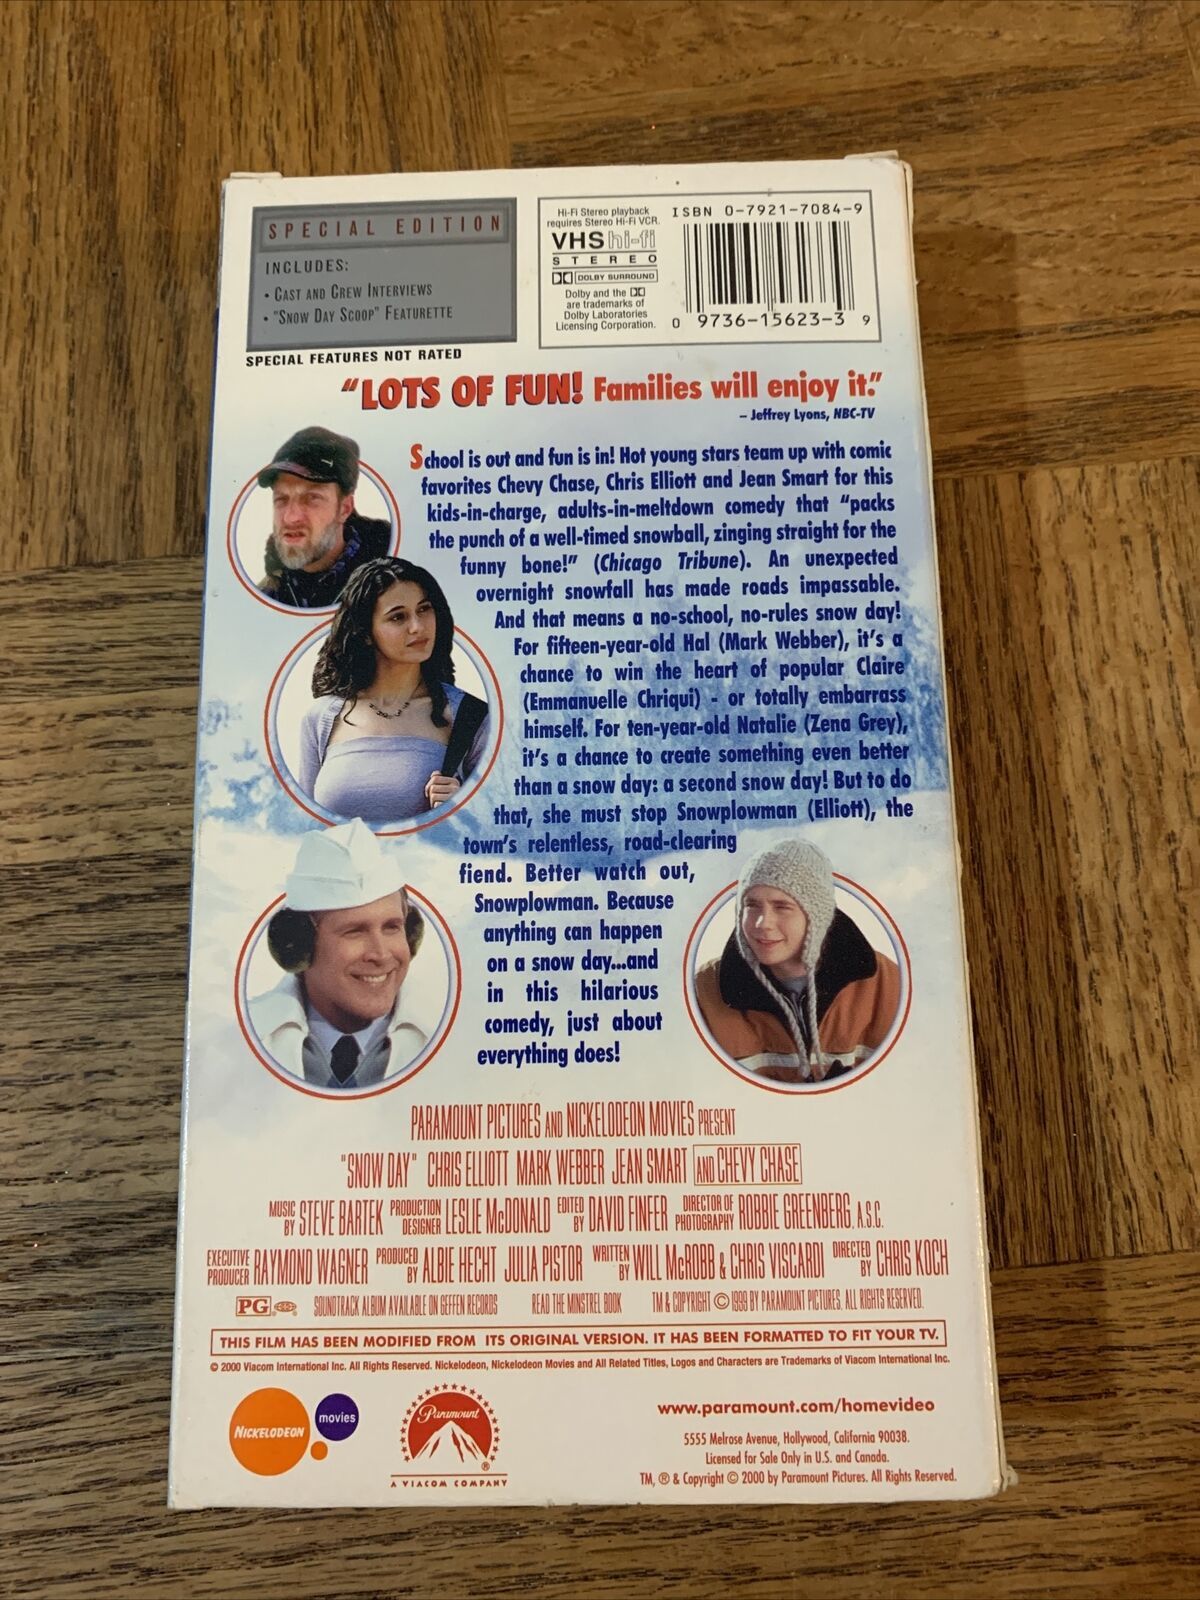 SPECIAL EDITION
INCLUDES:
• CAST AND CREW INTERVIEWS
• "SNOW DAY SCOOP" FEATURETTE
SPECIAL FEATURES NOT RATED
Hi-Fi Stereo playback
requires Stereo Hi-Fi VCR.
VHS hi-fi
STEREO
DOLBY SURROUND
Dolby and the
are trademarks of
Dolby Laboratories
Licensing Corporation.
ISBN 0-7921-7084-9
0 9736-15623-3 9
"LOTS OF FUN! Families will enjoy it."
– Jeffrey Lyons, NBC-TV
School is out and fun is in! Hot young stars team up with comic
favorites Chevy Chase, Chris Elliott and Jean Smart for this
kids-in-charge, adults-in-meltdown comedy that "packs
the punch of a well-timed snowball, zinging straight for the
funny bone!" (Chicago Tribune). An unexpected
overnight snowfall has made roads impassable.
And that means a no-school, no-rules snow day!
For fifteen-year-old Hal (Mark Webber), it's a
chance to win the heart of popular Claire
(Emmanuelle Chriqui) - or totally embarrass
himself. For ten-year-old Natalie (Zena Grey),
it's a chance to create something even better
than a snow day: a second snow day! But to do
that, she must stop Snowplowman (Elliott), the
town's relentless, road-clearing
fiend. Better watch out,
Snowplowman. Because
anything can happen
on a snow day...and
in this hilarious
comedy, just about
everything does!
PARAMOUNT PICTURES AND NICKELODEON MOVIES PRESENT
"SNOW DAY" CHRIS ELLIOTT MARK WEBBER JEAN SMART AND CHEVY CHASE
MUSIC BY STEVE BARTEK PRODUCTION DESIGNER LESLIE McDONALD EDITED BY DAVID FINFER DIRECTOR OF PHOTOGRAPHY ROBBIE GREENBERG, A.S.C.
EXECUTIVE PRODUCER RAYMOND WAGNER PRODUCED BY ALBIE HECHT JULIA PISTOR WRITTEN BY WILL McROBB & CHRIS VISCARDI DIRECTED BY CHRIS KOCH
PG SOUNDTRACK ALBUM AVAILABLE ON GEFFEN RECORDS READ THE MINSTREL BOOK TM & COPYRIGHT © 1999 BY PARAMOUNT PICTURES. ALL RIGHTS RESERVED.
THIS FILM HAS BEEN MODIFIED FROM ITS ORIGINAL VERSION. IT HAS BEEN FORMATTED TO FIT YOUR TV.
© 2000 Viacom International Inc. All Rights Reserved. Nickelodeon, Nickelodeon Movies and All Related Titles, Logos and Characters are Trademarks of Viacom International Inc.
NICKELODEON movies
Paramount
®
A VIACOM COMPANY
www.paramount.com/homevideo
5555 Melrose Avenue, Hollywood, California 90038.
Licensed for Sale Only in U.S. and Canada.
TM, ® & Copyright © 2000 by Paramount Pictures. All Rights Reserved.